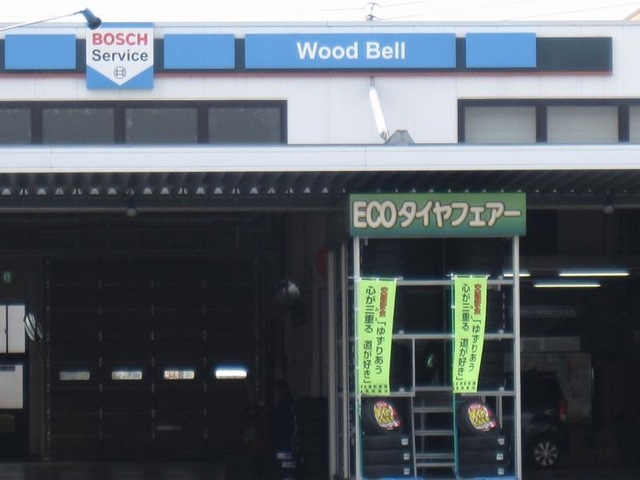 BOSCH
Service
Wood Bell
ECOタイヤフェアー
「ゆずりあう
心が三重る 道が好き」
「ゆずりあう
心が三重る 道が好き」